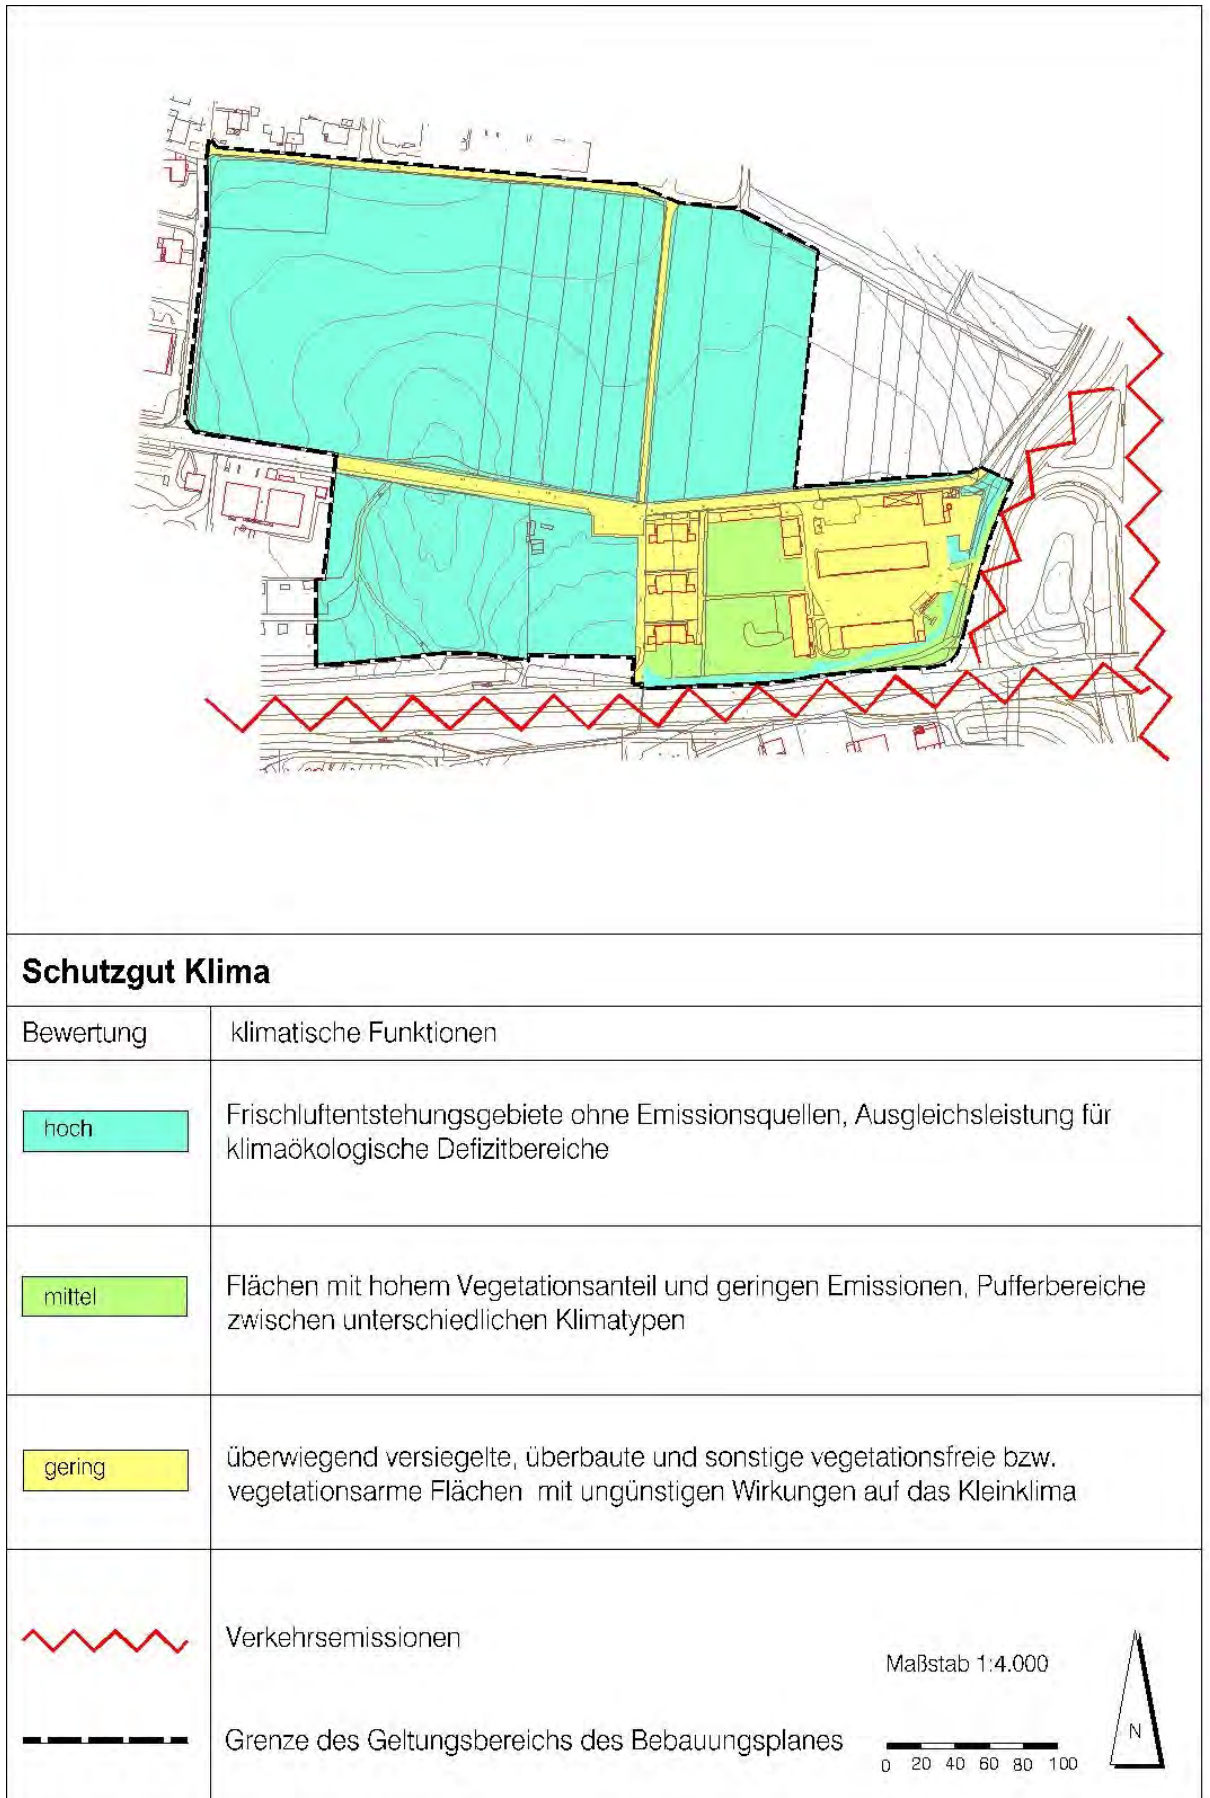 Schutzgut Klima
Bewertung
klimatische Funktionen
hoch
Frischluftentstehungsgebiete ohne Emissionsquellen, Ausgleichsleistung für
klimaökologische Defizitbereiche
mittel
Flächen mit hohem Vegetationsanteil und geringen Emissionen, Pufferbereiche
zwischen unterschiedlichen Klimatypen
gering
überwiegend versiegelte, überbaute und sonstige vegetationsfreie bzw.
vegetationsarme Flächen mit ungünstigen Wirkungen auf das Kleinklima
Verkehrsemissionen
Maßstab 1:4.000
Grenze des Geltungsbereichs des Bebauungsplanes
0 20 40 60 80 100
N